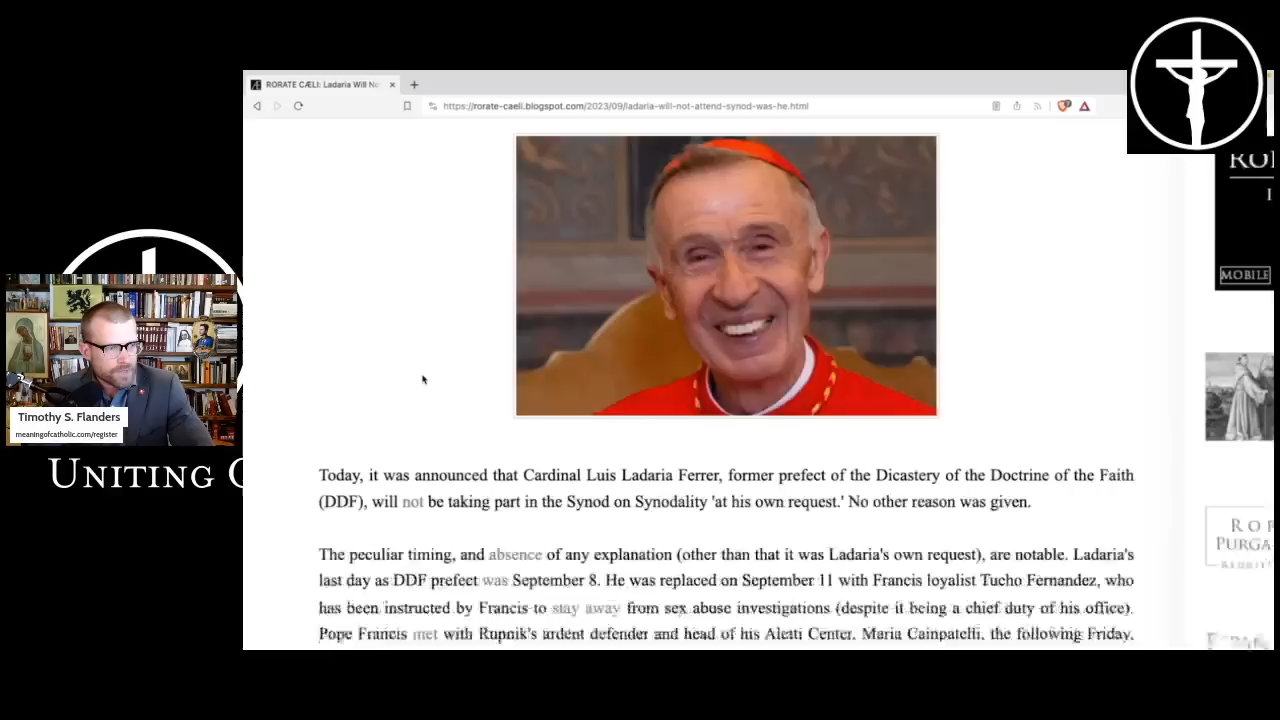 RORATE CÆLI: Ladaria Will No
https://rorate-caeli.blogspot.com/2023/09/ladaria-will-not-attend-synod-was-he.html
MOBILE
Timothy S. Flanders
meaningofcatholic.com/register
UNITING
Today, it was announced that Cardinal Luis Ladaria Ferrer, former prefect of the Dicastery of the Doctrine of the Faith
(DDF), will not be taking part in the Synod on Synodality 'at his own request.' No other reason was given.
The peculiar timing, and absence of any explanation (other than that it was Ladaria's own request), are notable. Ladaria's
last day as DDF prefect was September 8. He was replaced on September 11 with Francis loyalist Tucho Fernandez, who
has been instructed by Francis to stay away from sex abuse investigations (despite it being a chief duty of his office).
Pope Francis met with Rupnik's ardent defender and head of his Aletti Center, Maria Campatelli, the following Friday,
PURGA